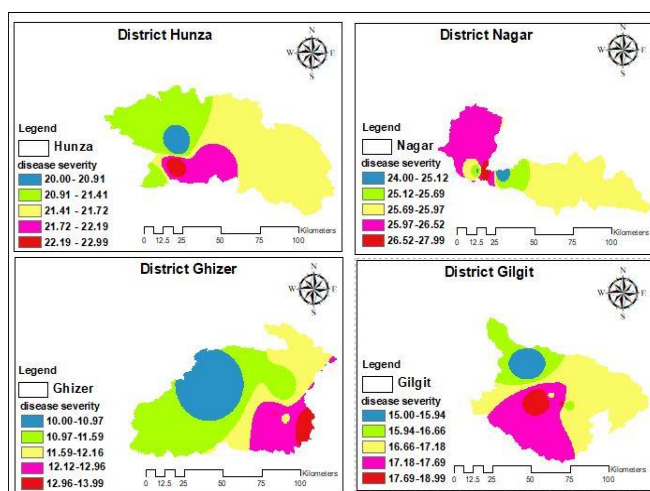 District Hunza
N
W E
S
Legend
Hunza
disease severity
20.00 - 20.91
20.91 - 21.41
21.41 - 21.72
21.72 - 22.19
22.19 - 22.99
Kilometers
0 12.5 25 50 75 100
District Nagar
N
W E
S
Legend
Nagar
disease severity
24.00 - 25.12
25.12-25.69
25.69-25.97
25.97-26.52
26.52-27.99
Kilometers
0 12.5 25 50 75 100
District Ghizer
N
W E
S
Legend
Ghizer
disease severity
10.00-10.97
10.97-11.59
11.59-12.16
12.12-12.96
12.96-13.99
Kilometers
0 12.5 25 50 75 100
District Gilgit
N
W E
S
Legend
Gilgit
disease severity
15.00-15.94
15.94-16.66
16.66-17.18
17.18-17.69
17.69-18.99
Kilometers
0 12.5 25 50 75 100